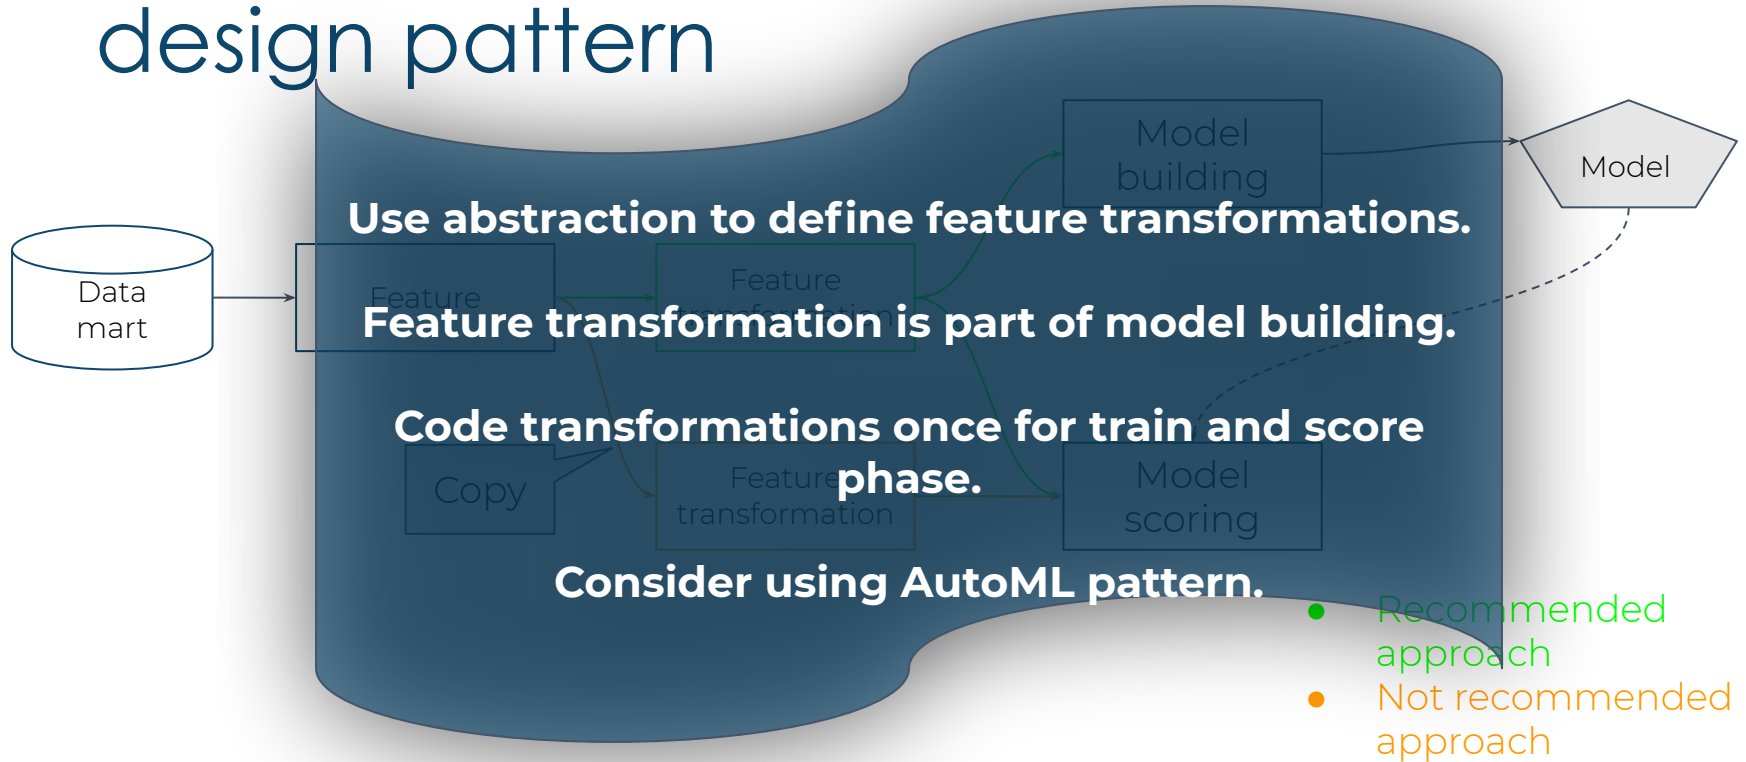 design pattern
Model
building
Model
Use abstraction to define feature transformations.
Data
mart
Feature
Feature
transformation
Feature transformation is part of model building.
Code transformations once for train and score
phase.
Copy
Feature
transformation
Model
scoring
Consider using AutoML pattern.
Recommended
approach
Not recommended
approach